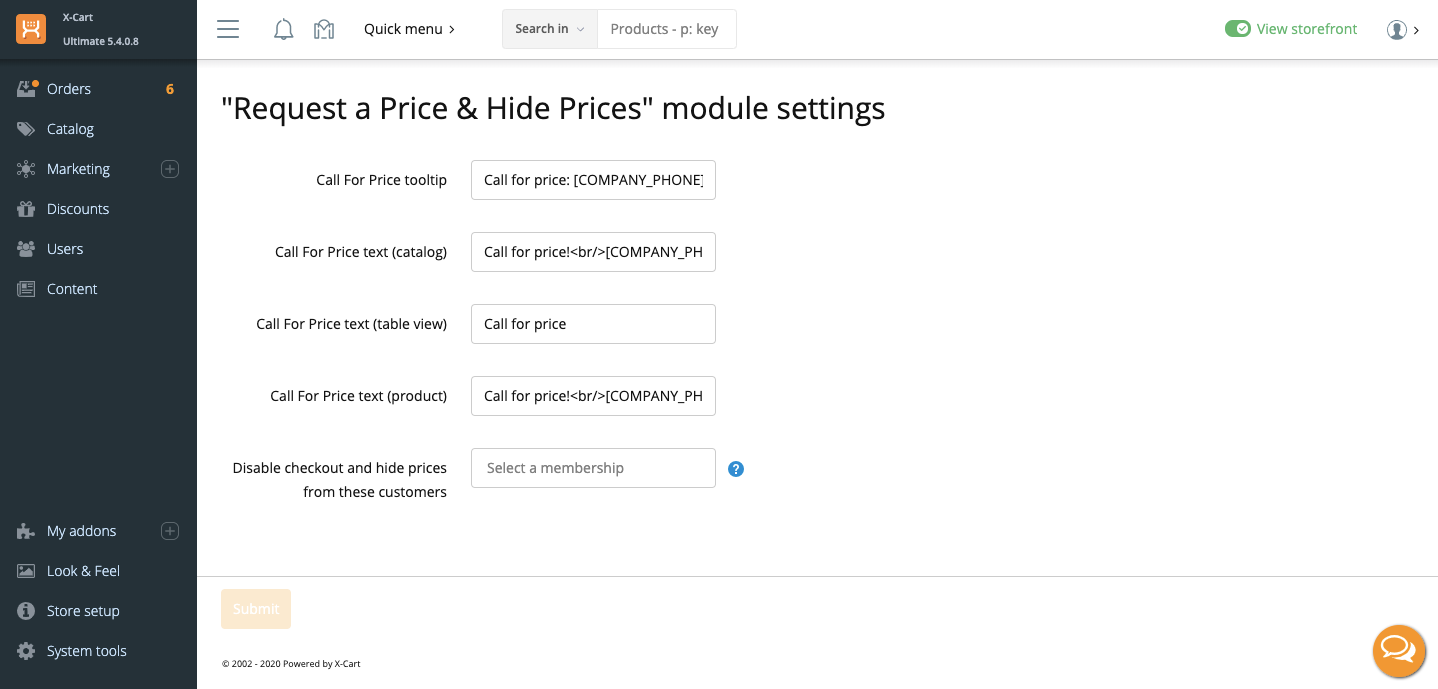 X-Cart
Ultimate 5.4.0.8
Quick menu
Search in
Products - p: key
View storefront
Orders 6
Catalog
Marketing
Discounts
Users
Content
My addons
Look & Feel
Store setup
System tools
"Request a Price & Hide Prices" module settings
Call For Price tooltip
Call for price: [COMPANY_PHONE]
Call For Price text (catalog)
Call for price!<br/>[COMPANY_PH
Call For Price text (table view)
Call for price
Call For Price text (product)
Call for price!<br/>[COMPANY_PH
Disable checkout and hide prices
from these customers
Select a membership
?
Submit
© 2002 - 2020 Powered by X-Cart